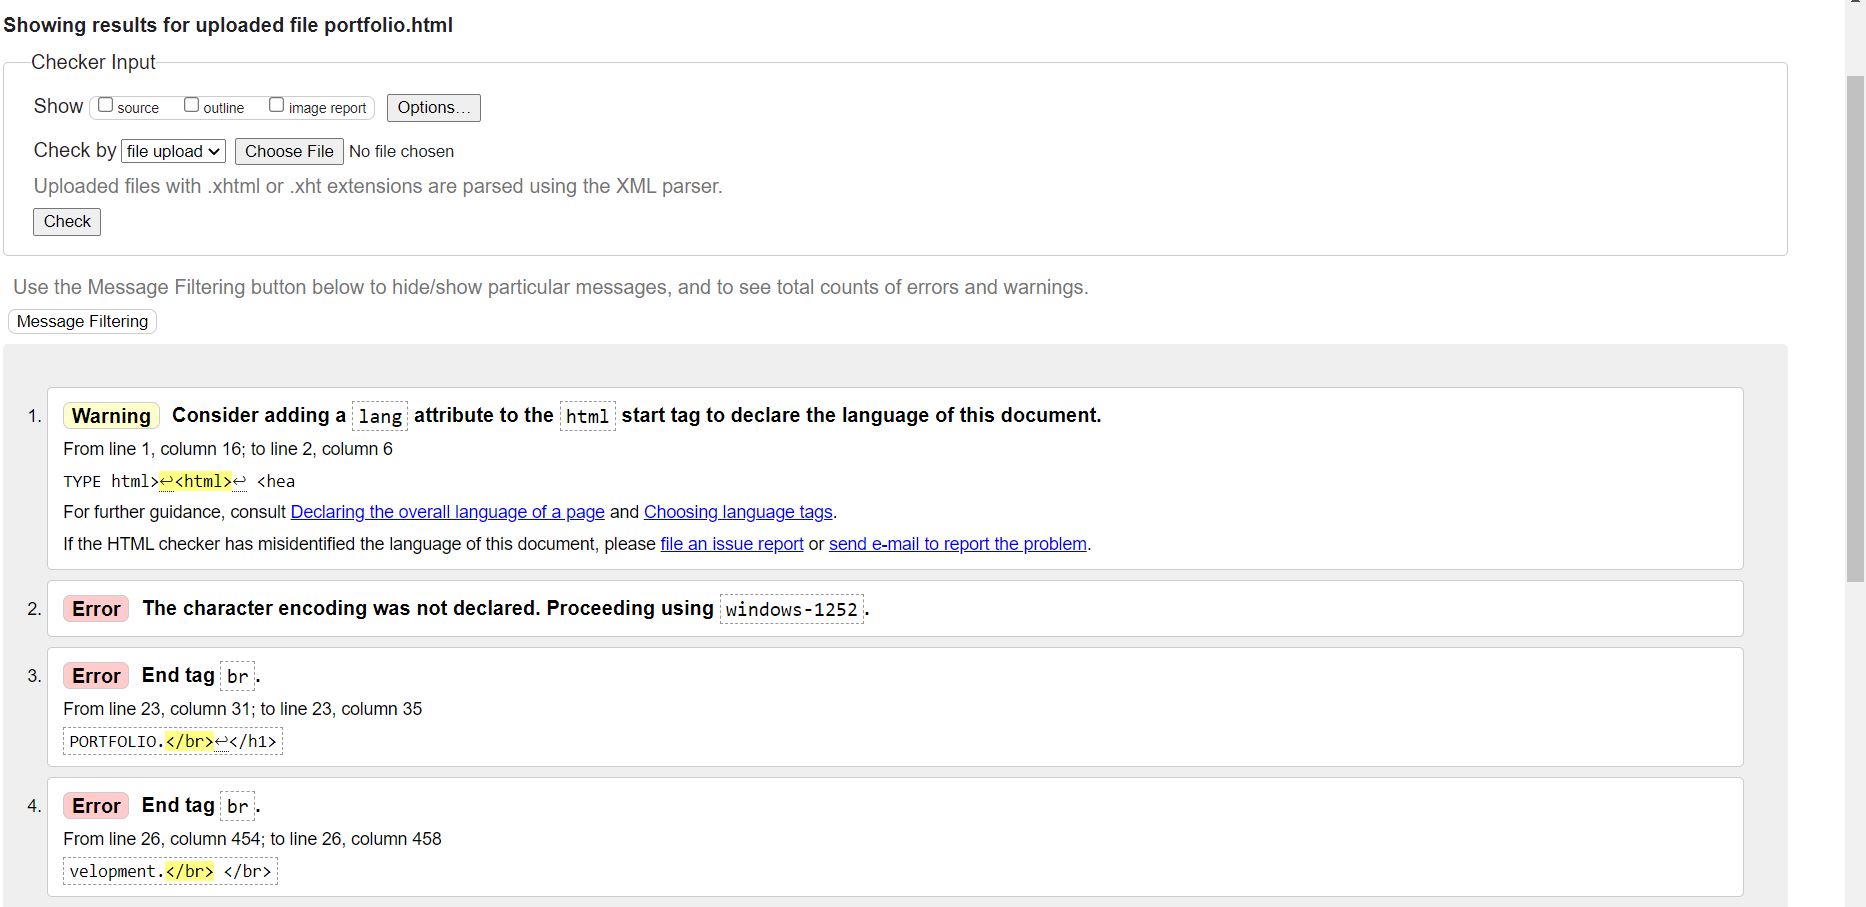 Showing results for uploaded file portfolio.html
Checker Input
Show source outline image report Options...
Check by file upload Choose File No file chosen
Uploaded files with .xhtml or .xht extensions are parsed using the XML parser.
Check
Use the Message Filtering button below to hide/show particular messages, and to see total counts of errors and warnings.
Message Filtering
1. Warning Consider adding a lang attribute to the html start tag to declare the language of this document.
From line 1, column 16; to line 2, column 6
TYPE html>↩<html>↩ <hea
For further guidance, consult Declaring the overall language of a page and Choosing language tags.
If the HTML checker has misidentified the language of this document, please file an issue report or send e-mail to report the problem.
2. Error The character encoding was not declared. Proceeding using windows-1252.
3. Error End tag br.
From line 23, column 31; to line 23, column 35
PORTFOLIO.</br>↩</h1>
4. Error End tag br.
From line 26, column 454; to line 26, column 458
velopment.</br> </br>